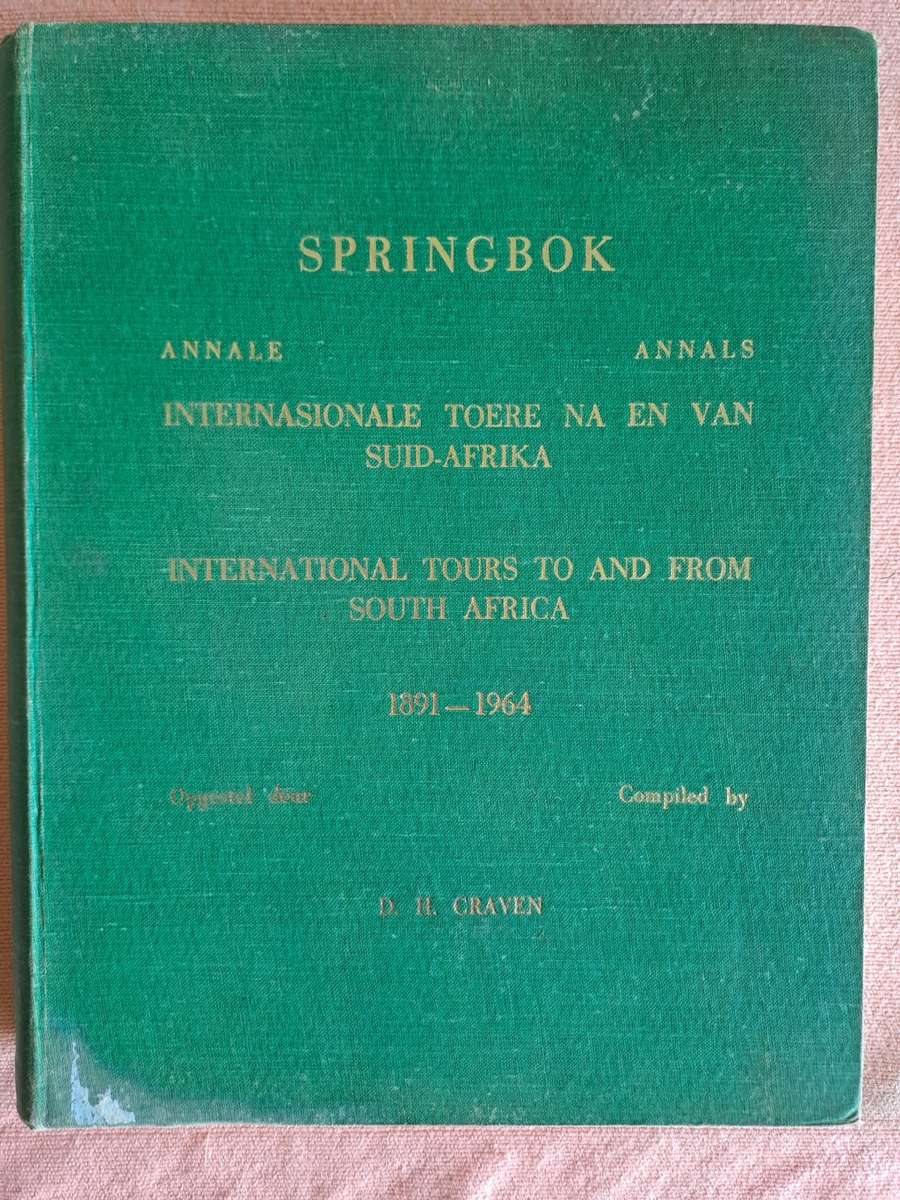 SPRINGBOK
ANNALE ANNALS
INTERNASIONALE TOERE NA EN VAN
SUID-AFRIKA
INTERNATIONAL TOURS TO AND FROM
SOUTH AFRICA
1891—1964
Opgestel deur Compiled by
D. H. CRAVEN